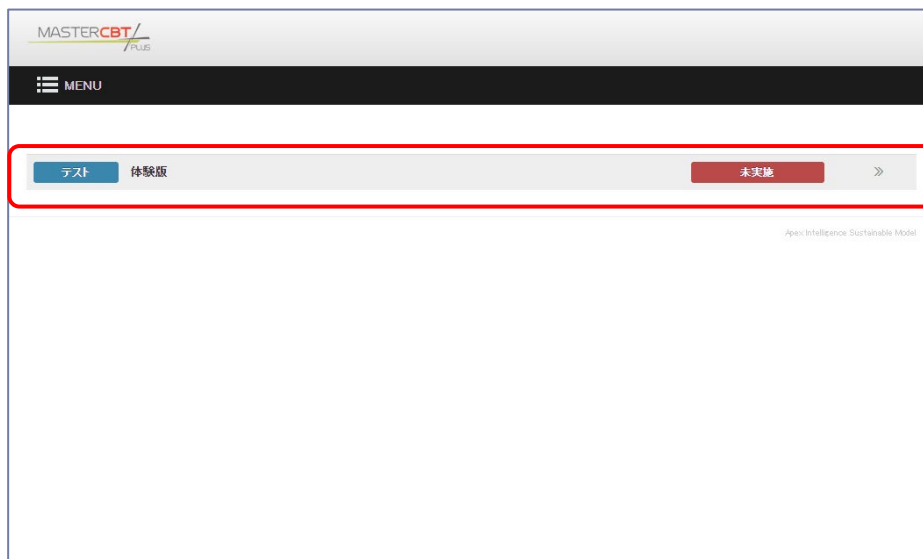 MASTERCBT
PLUS
MENU
テスト 体験版 未実施 »
Apex Intelligence Sustainable Model